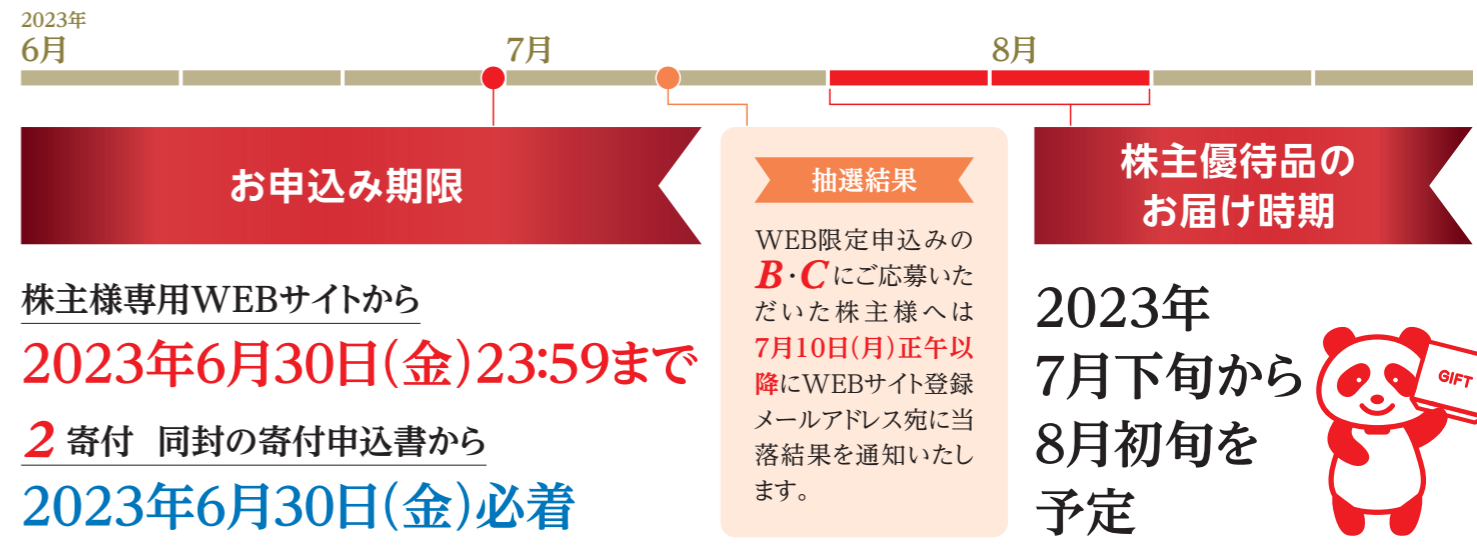 2023年
6月
7月
8月
お申込み期限
株主様専用WEBサイトから
2023年6月30日(金)23:59まで
2 寄付 同封の寄付申込書から
2023年6月30日(金)必着
抽選結果
WEB限定申込みの
B・Cにご応募いた
だいた株主様へは
7月10日(月)正午以
降にWEBサイト登録
メールアドレス宛に当
落結果を通知いたし
ます。
株主優待品の
お届け時期
2023年
7月下旬から
8月初旬を
予定
GIFT